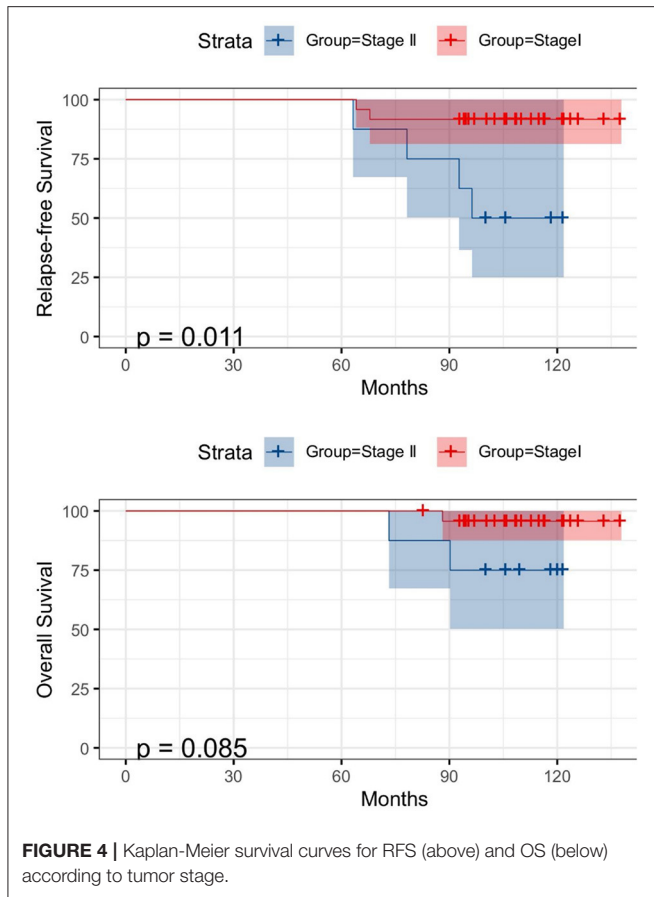 Strata Group=Stage II Group=StageI
100
75
50
25
0
Relapse-free Survival
p = 0.011
0 30 60 90 120
Months
Strata Group=Stage II Group=StageI
100
75
50
25
0
Overall Suvival
p = 0.085
0 30 60 90 120
Months
FIGURE 4 | Kaplan-Meier survival curves for RFS (above) and OS (below)
according to tumor stage.